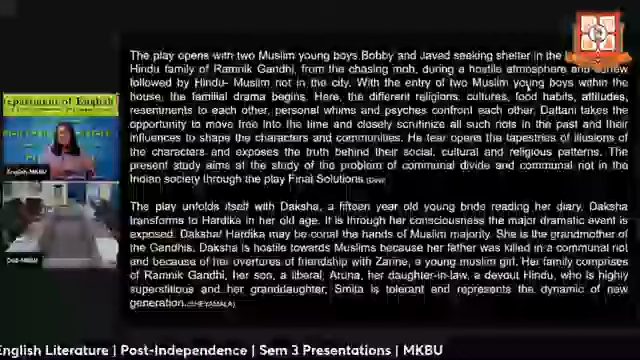 Department of English
English-MKBU
The play opens with two Muslim young boys Bobby and Javed seeking shelter in the
Hindu family of Ramnik Gandhi, from the chasing mob, during a hostile atmosphere and
followed by Hindu- Muslim riot in the city. With the entry of two Muslim young boys within the
house, the familial drama begins. Here, the different religions, cultures, food habits, attitudes,
resentments to each other, personal whims and psyches confront each other. Dattani takes the
opportunity to move free into the time and closely scrutinize all such riots in the past and their
influences to shape the characters and communities. He tear opens the tapestries of illusions of
the characters and exposes the truth behind their social, cultural and religious patterns. The
present study aims at the study of the problem of communal divide and communal riot in the
Indian society through the play Final Solutions.
The play unfolds itself with Daksha, a fifteen year old young bride reading her diary. Daksha
transforms to Hardika in her old age. It is through her consciousness the major dramatic event is
exposed. Daksha/ Hardika may be the hands of Muslim majority. She is the grandmother of
the Gandhis. Daksha is hostile towards Muslims because her father was killed in a communal riot
and because of her overtures of friendship with Zarine, a young muslim girl. Her family comprises
of Ramnik Gandhi, her son, a liberal, Aruna, her daughter-in-law, a devout Hindu, who is highly
superstitious and her granddaughter, Smita is tolerant and represents the dynamic of new
generation.
English Literature | Post-Independence | Sem 3 Presentations | MKBU